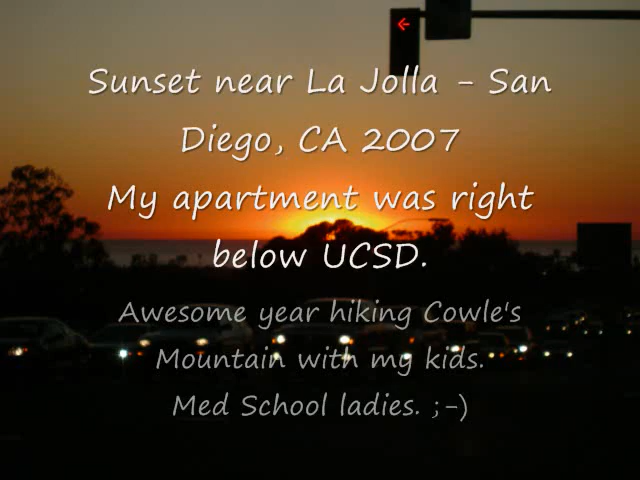 Sunset near La Jolla - San
Diego, CA 2007
My apartment was right
below UCSD.
Awesome year hiking Cowle's
Mountain with my kids.
Med School ladies. ;-)